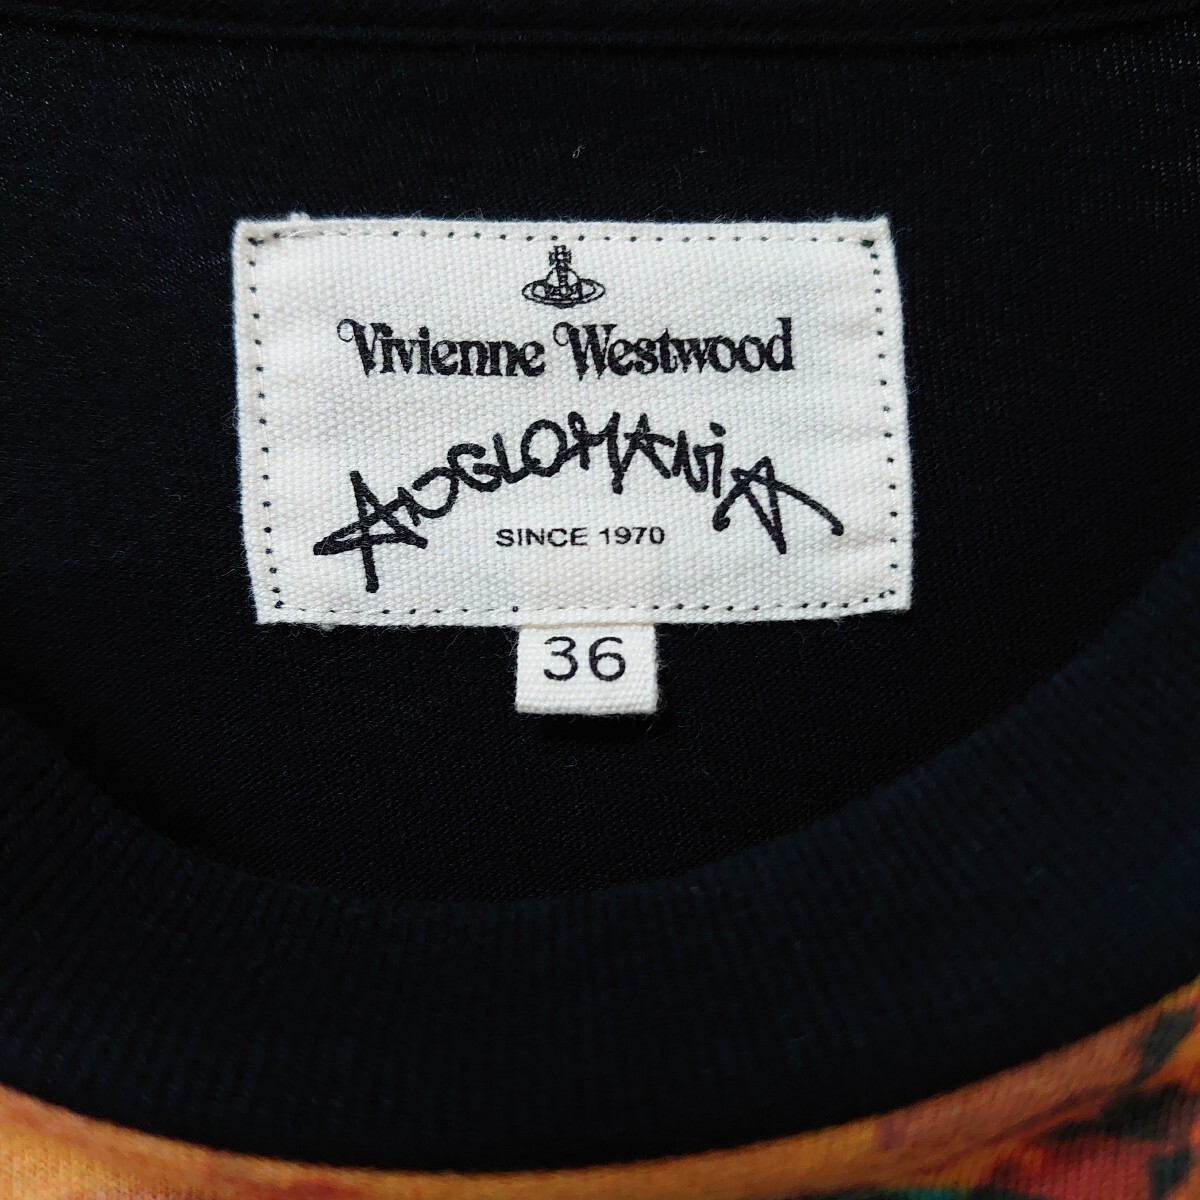 Vivienne Westwood
ANGLOMANiA
SINCE 1970
36